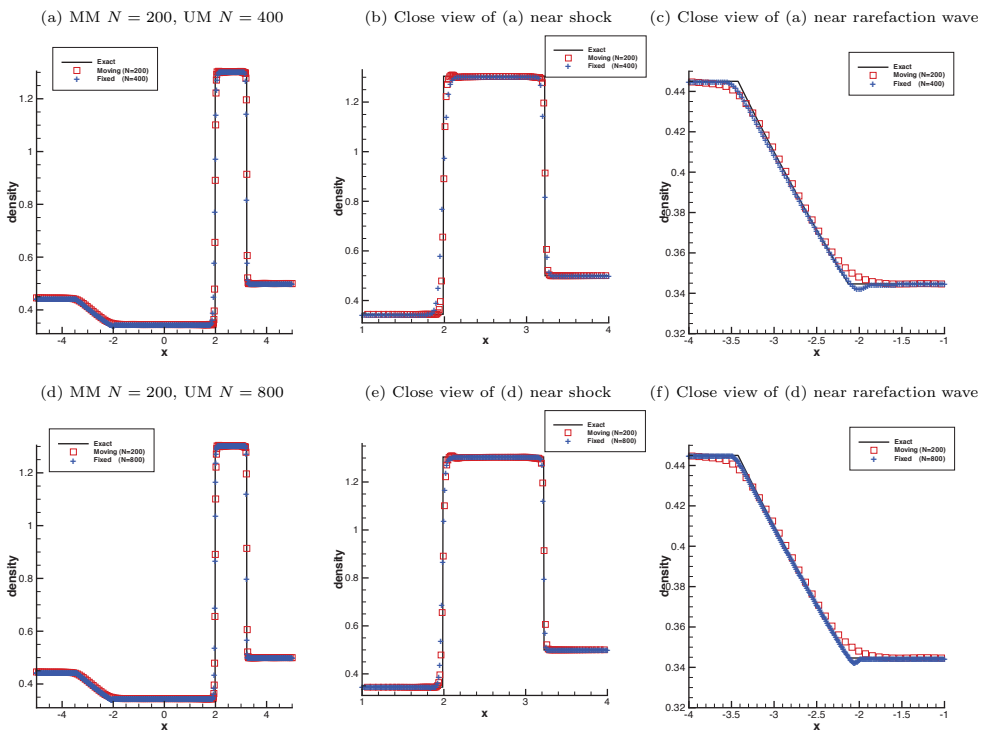 (a) MM N = 200, UM N = 400
(b) Close view of (a) near shock
(c) Close view of (a) near rarefaction wave
Exact
Moving (N=200)
Fixed (N=400)
density
1.2
1
0.8
0.6
0.4
-4
-2
0
2
4
x
Exact
Moving (N=200)
Fixed (N=400)
density
1.2
1
0.8
0.6
0.4
1
2
3
4
x
Exact
Moving (N=200)
Fixed (N=400)
density
0.44
0.42
0.4
0.38
0.36
0.34
0.32
-4
-3.5
-3
-2.5
-2
-1.5
-1
x
(d) MM N = 200, UM N = 800
(e) Close view of (d) near shock
(f) Close view of (d) near rarefaction wave
Exact
Moving (N=200)
Fixed (N=800)
density
1.2
1
0.8
0.6
0.4
-4
-2
0
2
4
x
Exact
Moving (N=200)
Fixed (N=800)
density
1.2
1
0.8
0.6
0.4
1
2
3
4
x
Exact
Moving (N=200)
Fixed (N=800)
density
0.44
0.42
0.4
0.38
0.36
0.34
0.32
-4
-3.5
-3
-2.5
-2
-1.5
-1
x